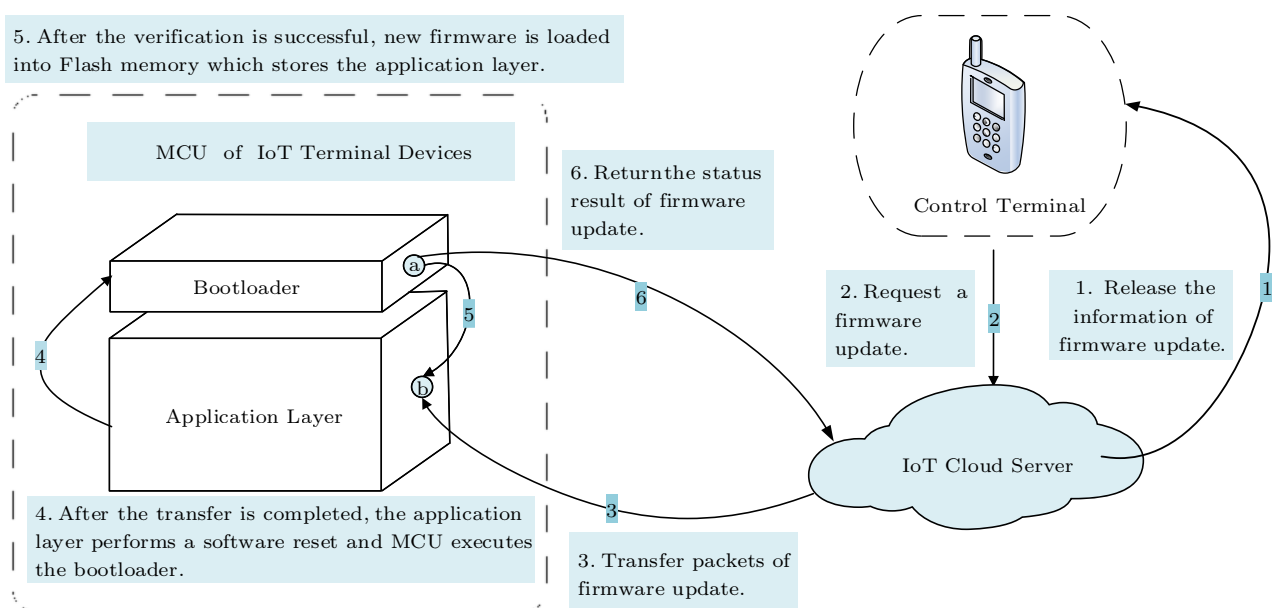 5. After the verification is successful, new firmware is loaded
into Flash memory which stores the application layer.
MCU of IoT Terminal Devices
6. Returnthe status
result of firmware
update.
Control Terminal
a
Bootloader
5
6
2. Request a
firmware
update.
2
1. Release the
information of
firmware update.
1
4
b
Application Layer
IoT Cloud Server
3
4. After the transfer is completed, the application
layer performs a software reset and MCU executes
the bootloader.
3. Transfer packets of
firmware update.